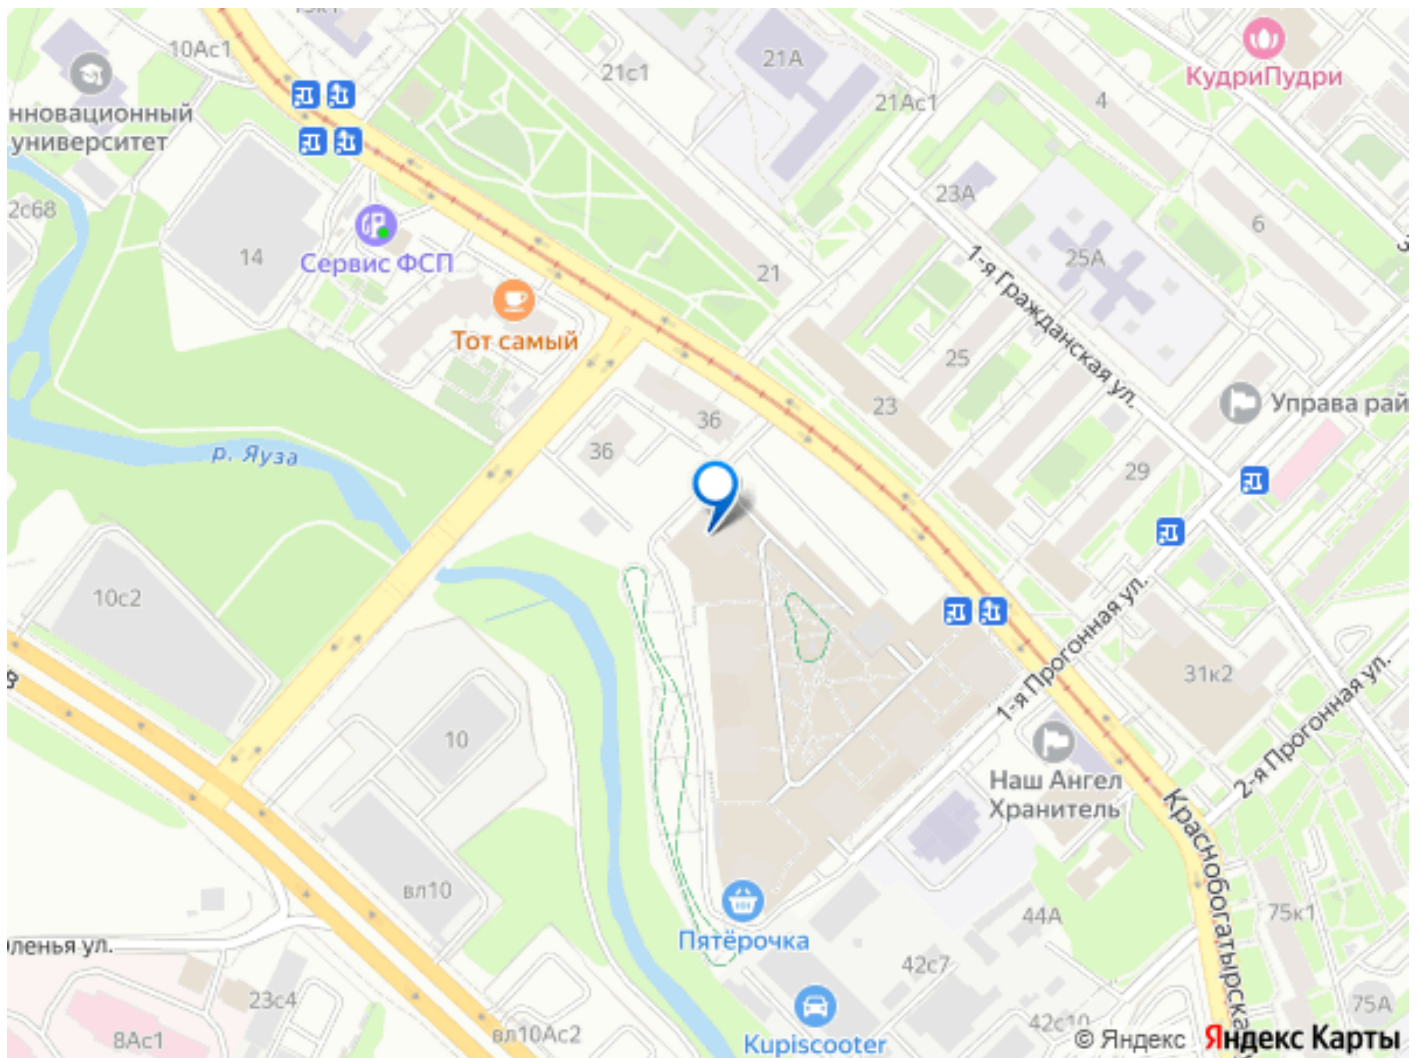 10Ас1
21с1
21А
КудриПудри
4
21Ас1
нновационный
университет
2с68
14
Сервис ФСП
21
23А
25А
6
1-я Гражданская ул.
Тот самый
25
23
36
36
29
Управа рай
р. Яуза
10с2
1-я Прогонная ул.
31к2
2-я Прогонная ул.
10
Наш Ангел
Хранитель
Краснобогатырска
вл10
Пятёрочка
44А
75к1
ленья ул.
42с7
23с4
8Ас1
вл10Ас2
Kupiscooter
42с10
75А
© Яндекс Яндекс Карты